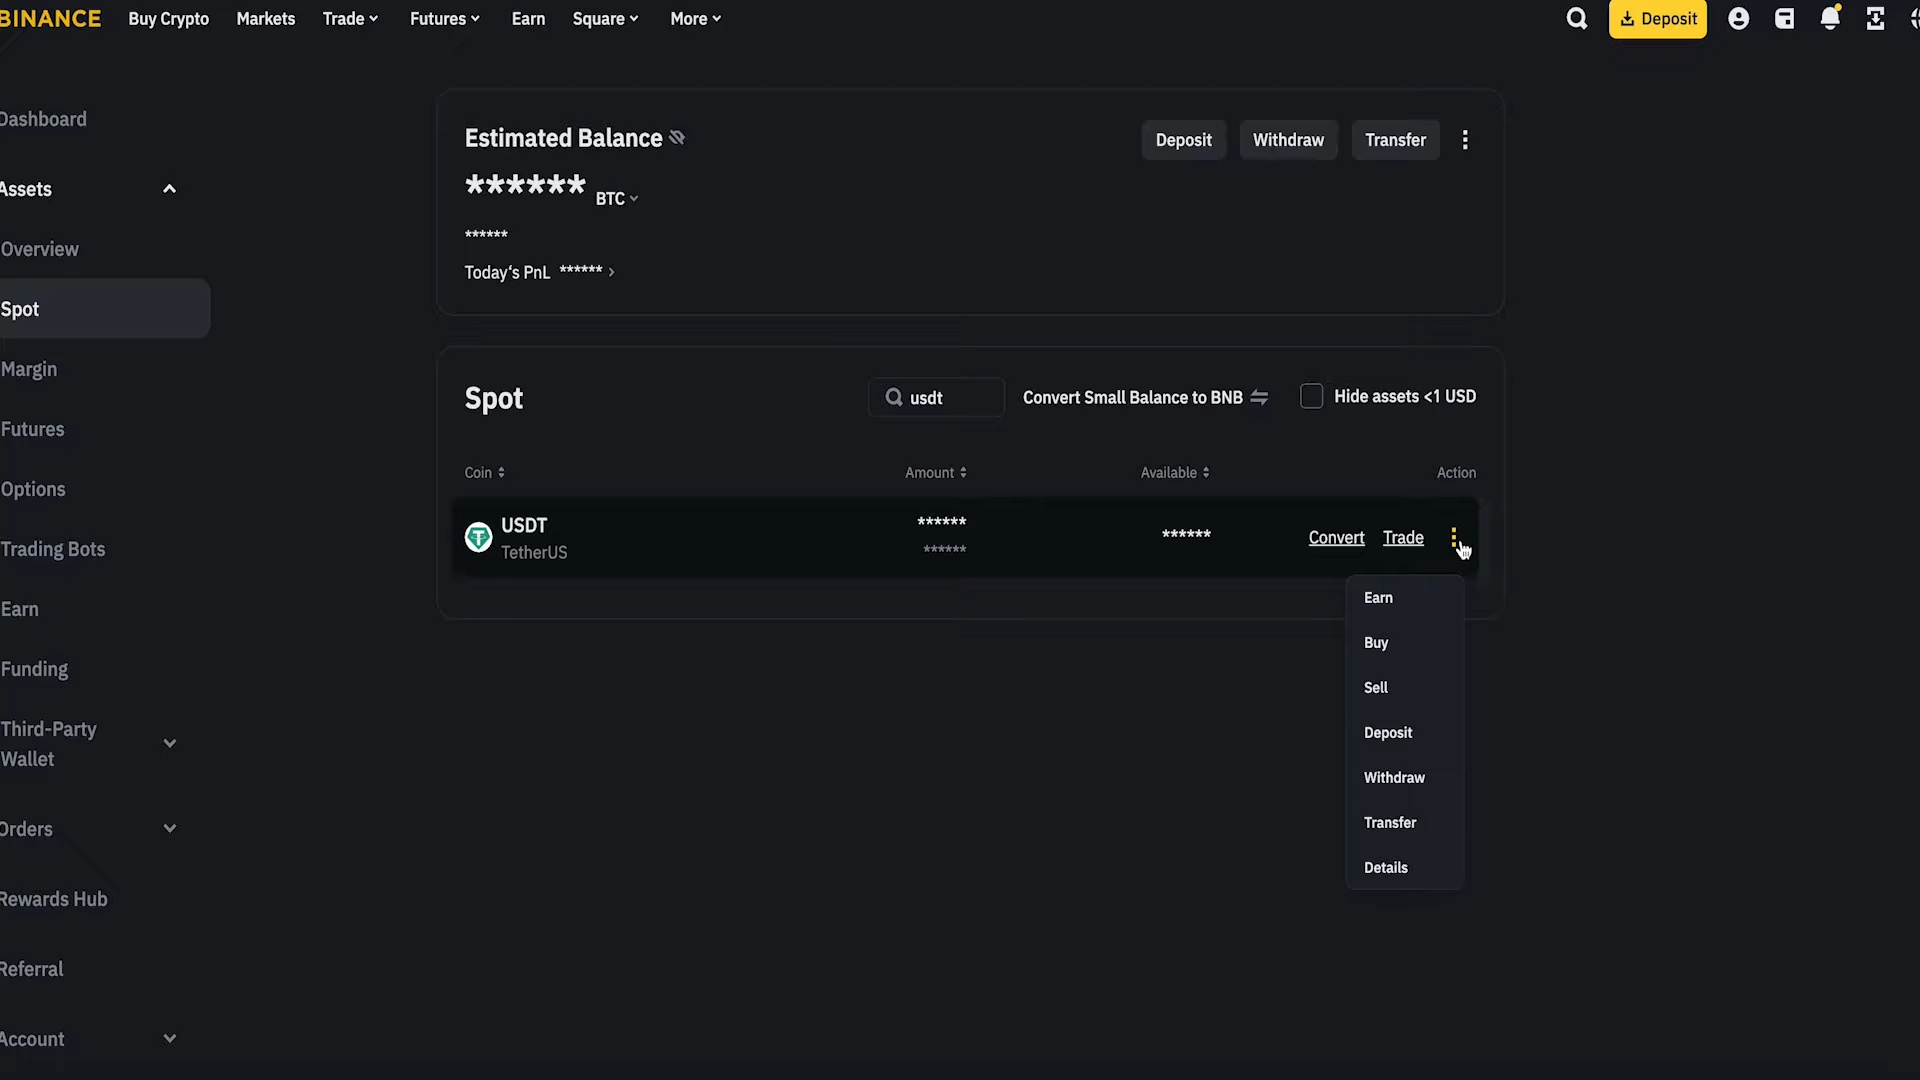 BINANCE Buy Crypto Markets Trade Futures Earn Square More Deposit
Dashboard
Assets
Overview
Spot
Margin
Futures
Options
Trading Bots
Earn
Funding
Third-Party
Wallet
Orders
Rewards Hub
Referral
Account
Estimated Balance
Deposit Withdraw Transfer
****** BTC
******
Today's PnL ******
Spot
usdt
Convert Small Balance to BNB
Hide assets <1 USD
Coin Amount Available Action
USDT ****** ****** Convert Trade
TetherUS ******
Earn
Buy
Sell
Deposit
Withdraw
Transfer
Details